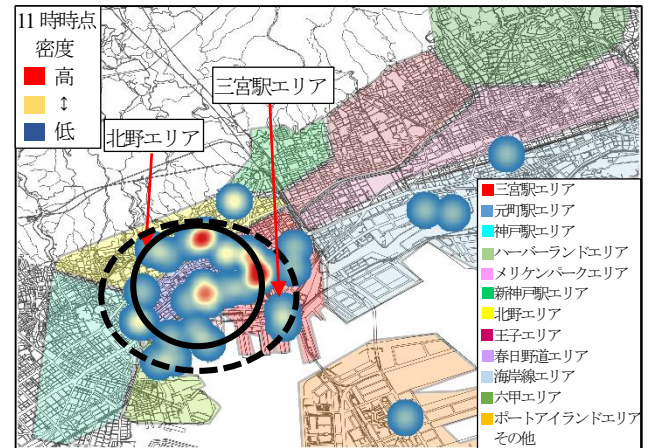 11 時時点
密度
高
↕
低
三宮駅エリア
北野エリア
三宮駅エリア
元町駅エリア
神戸駅エリア
ハーバーランドエリア
メリケンパークエリア
新神戸駅エリア
北野エリア
王子エリア
春日野道エリア
海岸線エリア
六甲エリア
ポートアイランドエリア
その他